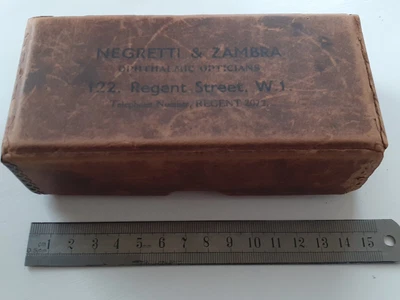 NEGRETTI & ZAMBRA
OPHTHALMIC OPTICIANS
122, Regent Street, W.1.
Telephone Number, REGENT
1 2 3 4 5 6 7 8 9 10 11 12 13 14 15